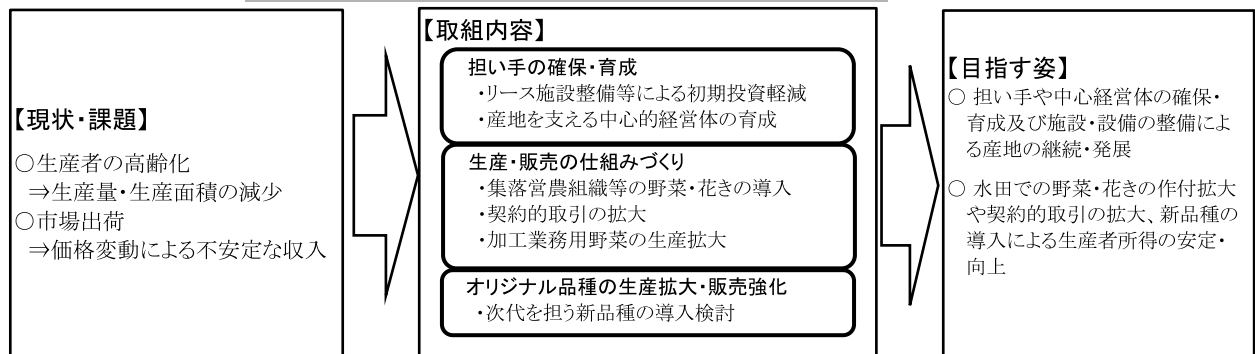 【現状・課題】
○生産者の高齢化
⇒生産量・生産面積の減少
○市場出荷
⇒価格変動による不安定な収入
【取組内容】
担い手の確保・育成
・リース施設整備等による初期投資軽減
・産地を支える中心的経営体の育成
生産・販売の仕組みづくり
・集落営農組織等の野菜・花きの導入
・契約的取引の拡大
・加工業務用野菜の生産拡大
オリジナル品種の生産拡大・販売強化
・次代を担う新品種の導入検討
【目指す姿】
○ 担い手や中心経営体の確保・
育成及び施設・設備の整備によ
る産地の継続・発展
○ 水田での野菜・花きの作付拡大
や契約的取引の拡大、新品種の
導入による生産者所得の安定・
向上